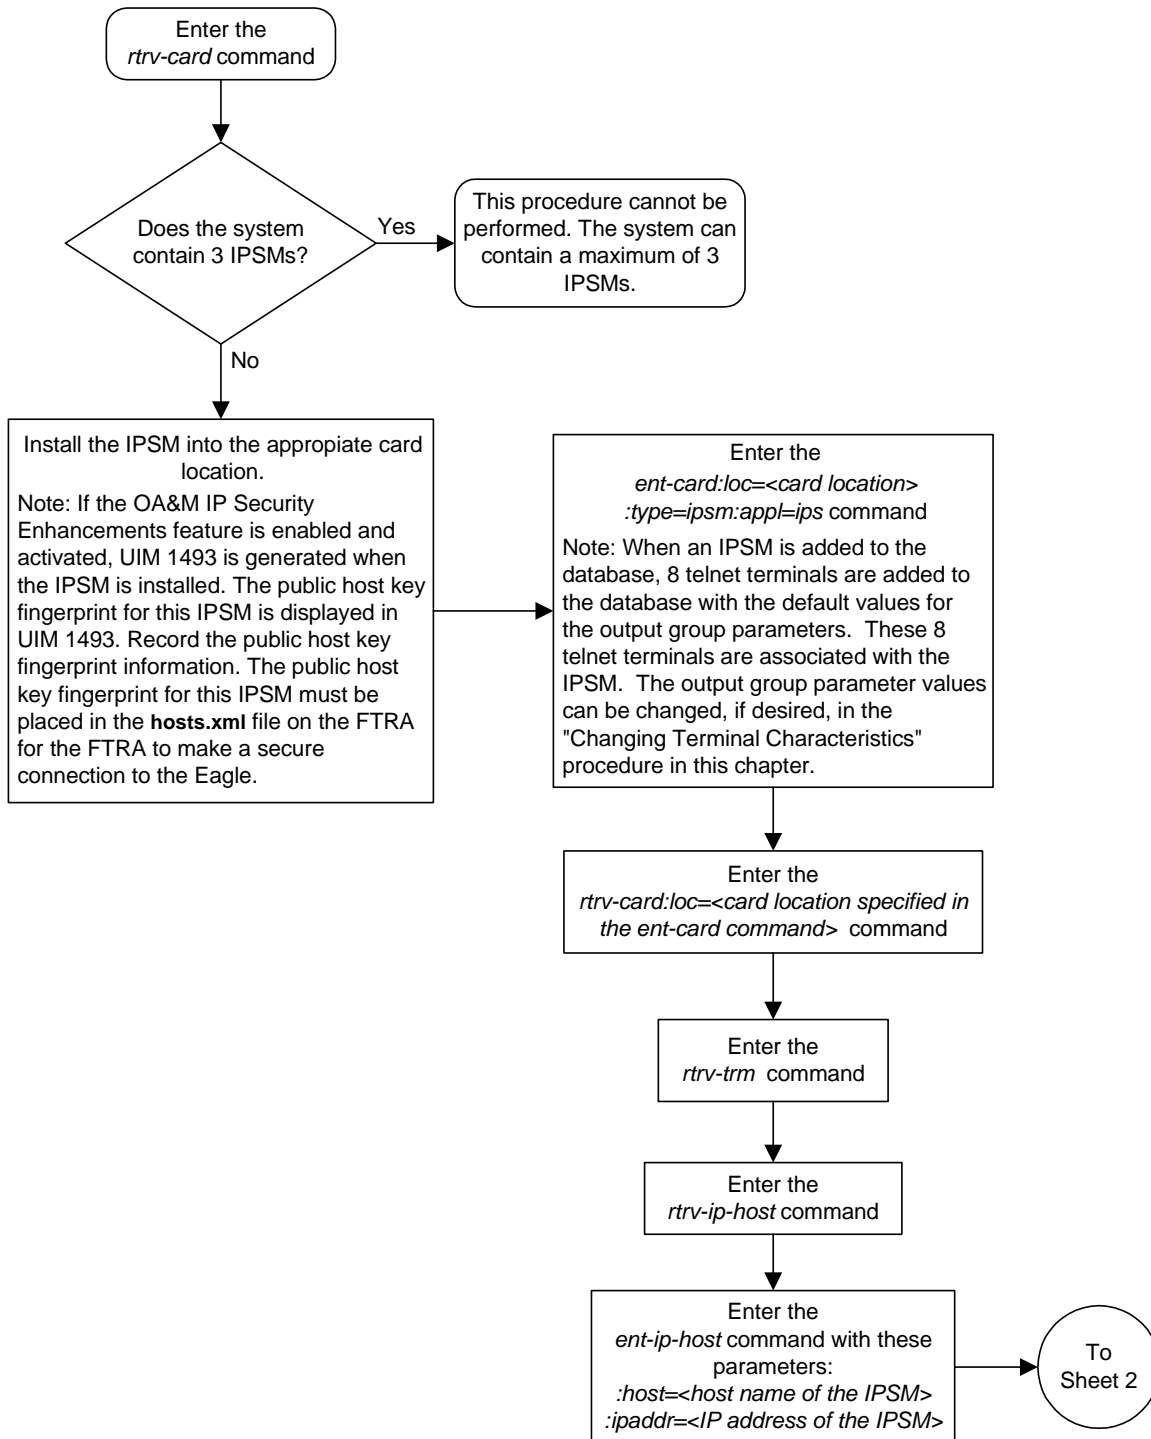 Enter the
rtrv-card command
Does the system
contain 3 IPSMs?
Yes
This procedure cannot be
performed. The system can
contain a maximum of 3
IPSMs.
No
Install the IPSM into the appropiate card
location.
Note: If the OA&M IP Security
Enhancements feature is enabled and
activated, UIM 1493 is generated when
the IPSM is installed. The public host key
fingerprint for this IPSM is displayed in
UIM 1493. Record the public host key
fingerprint information. The public host
key fingerprint for this IPSM must be
placed in the hosts.xml file on the FTRA
for the FTRA to make a secure
connection to the Eagle.
Enter the
ent-card:loc=<card location>
:type=ipsm:appl=ips command
Note: When an IPSM is added to the
database, 8 telnet terminals are added to
the database with the default values for
the output group parameters. These 8
telnet terminals are associated with the
IPSM. The output group parameter values
can be changed, if desired, in the
"Changing Terminal Characteristics"
procedure in this chapter.
Enter the
rtrv-card:loc=<card location specified in
the ent-card command> command
Enter the
rtrv-trm command
Enter the
rtrv-ip-host command
Enter the
ent-ip-host command with these
parameters:
:host=<host name of the IPSM>
:ipaddr=<IP address of the IPSM>
To
Sheet 2